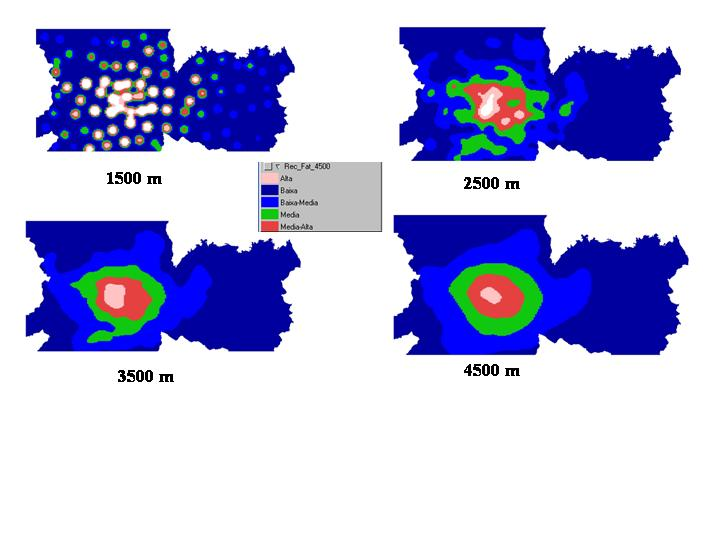 1500 m
2500 m
Rec_Fat_4500
Alta
Baixa
Baixa-Media
Media
Media-Alta
3500 m
4500 m